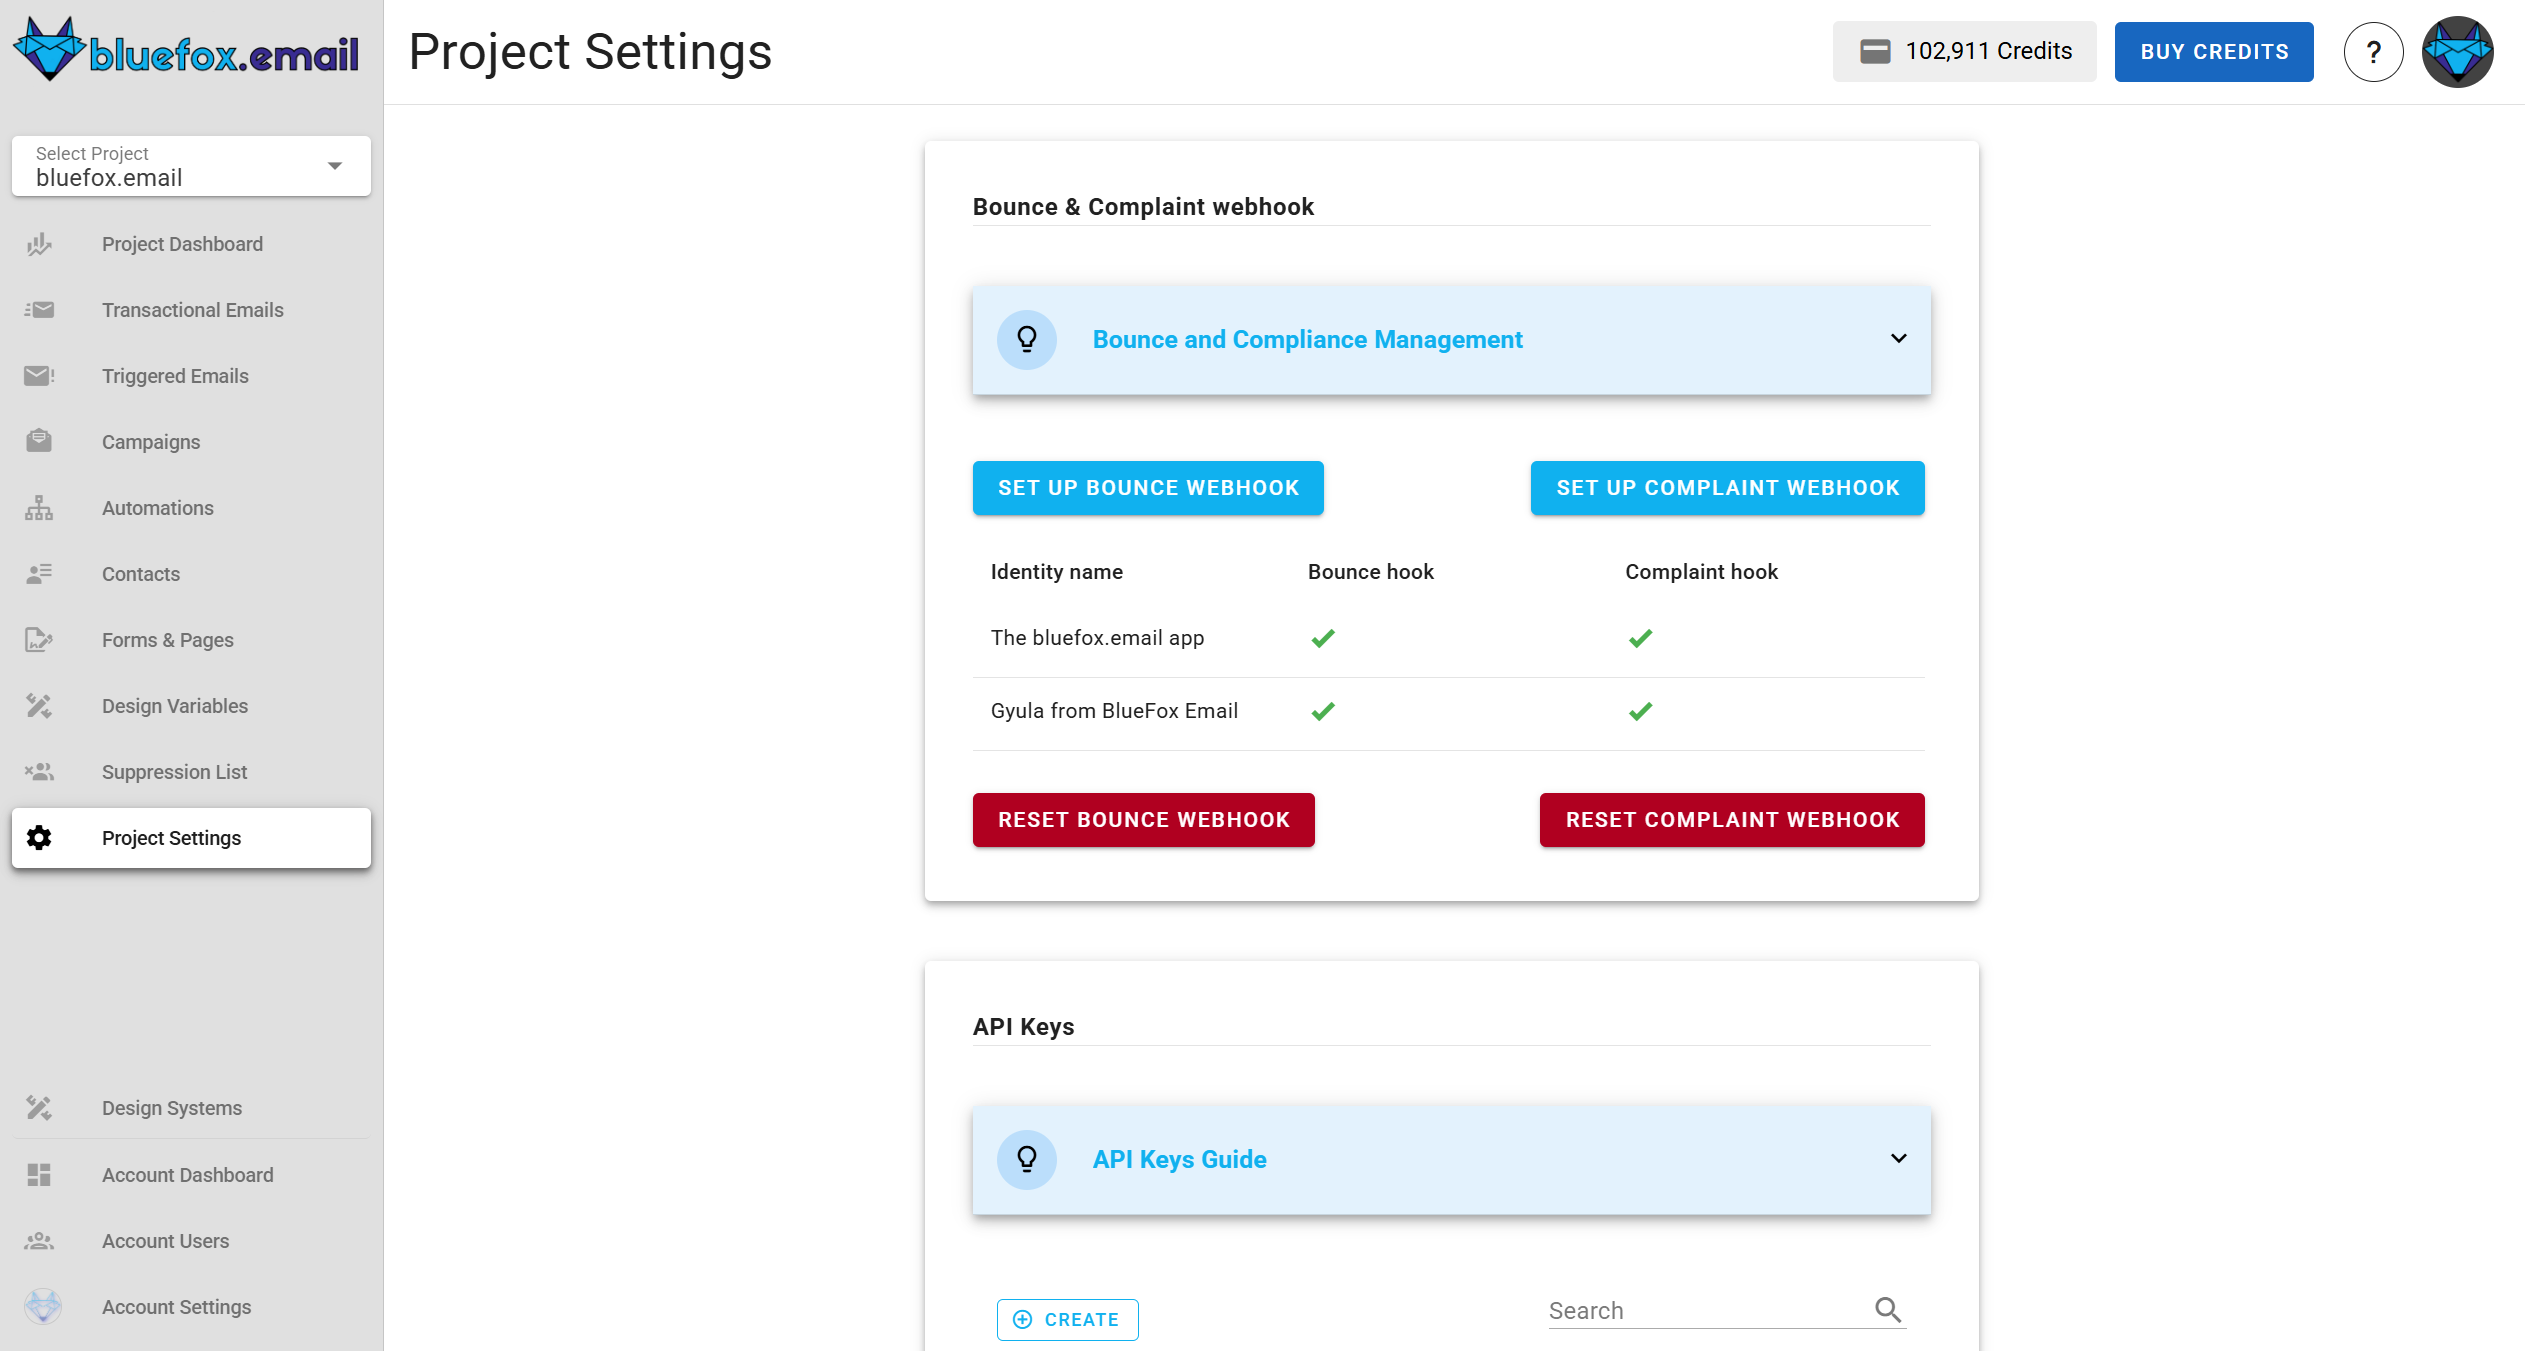 bluefox.email
Project Settings
102,911 Credits
BUY CREDITS
?
Select Project
bluefox.email
Project Dashboard
Transactional Emails
Triggered Emails
Campaigns
Automations
Contacts
Forms & Pages
Design Variables
Suppression List
Project Settings
Design Systems
Account Dashboard
Account Users
Account Settings
Bounce & Complaint webhook
Bounce and Compliance Management
SET UP BOUNCE WEBHOOK
SET UP COMPLAINT WEBHOOK
Identity name Bounce hook Complaint hook
The bluefox.email app
Gyula from BlueFox Email
RESET BOUNCE WEBHOOK
RESET COMPLAINT WEBHOOK
API Keys
API Keys Guide
CREATE
Search